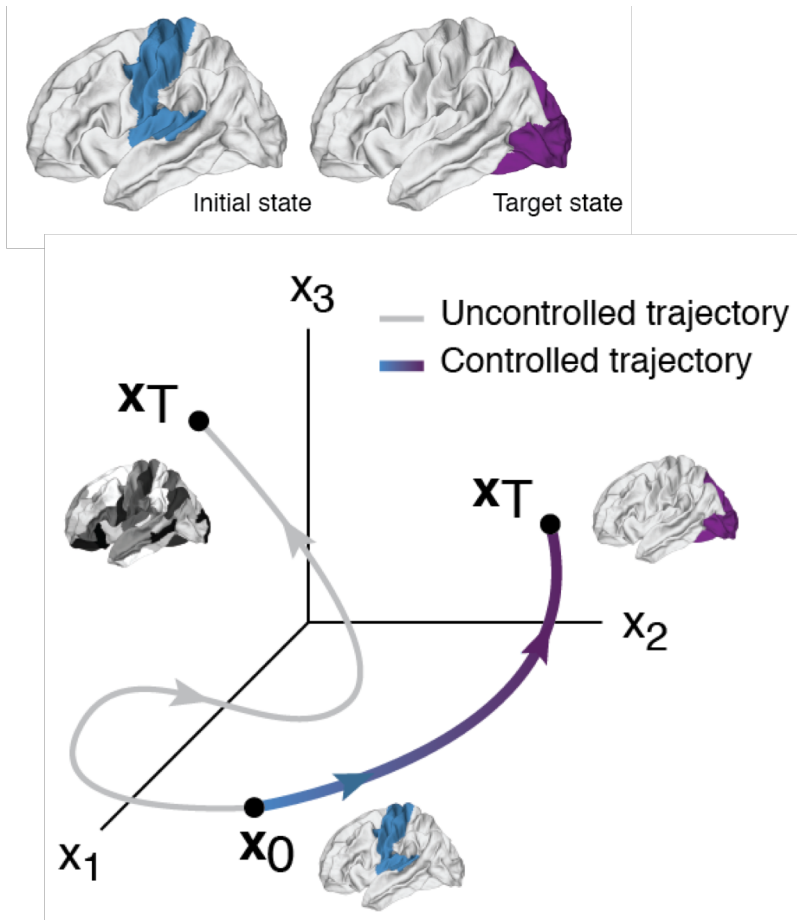 Initial state
Target state
x3
Uncontrolled trajectory
Controlled trajectory
xT
xT
x2
x0
x1